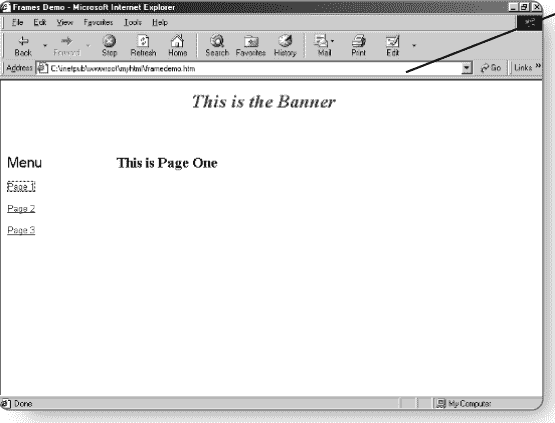 Frames Demo - Microsoft Internet Explorer
File Edit View Favorites Tools Help
Back Forward Stop Refresh Home Search Favorites History Mail Print Edit
Address C:\inetpub\wwwroot\myhtml\framedemo.htm Go Links »
This is the Banner
Menu
This is Page One
Page 1
Page 2
Page 3
Done My Computer